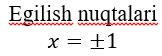 Egilish nuqtalari
x = ±1